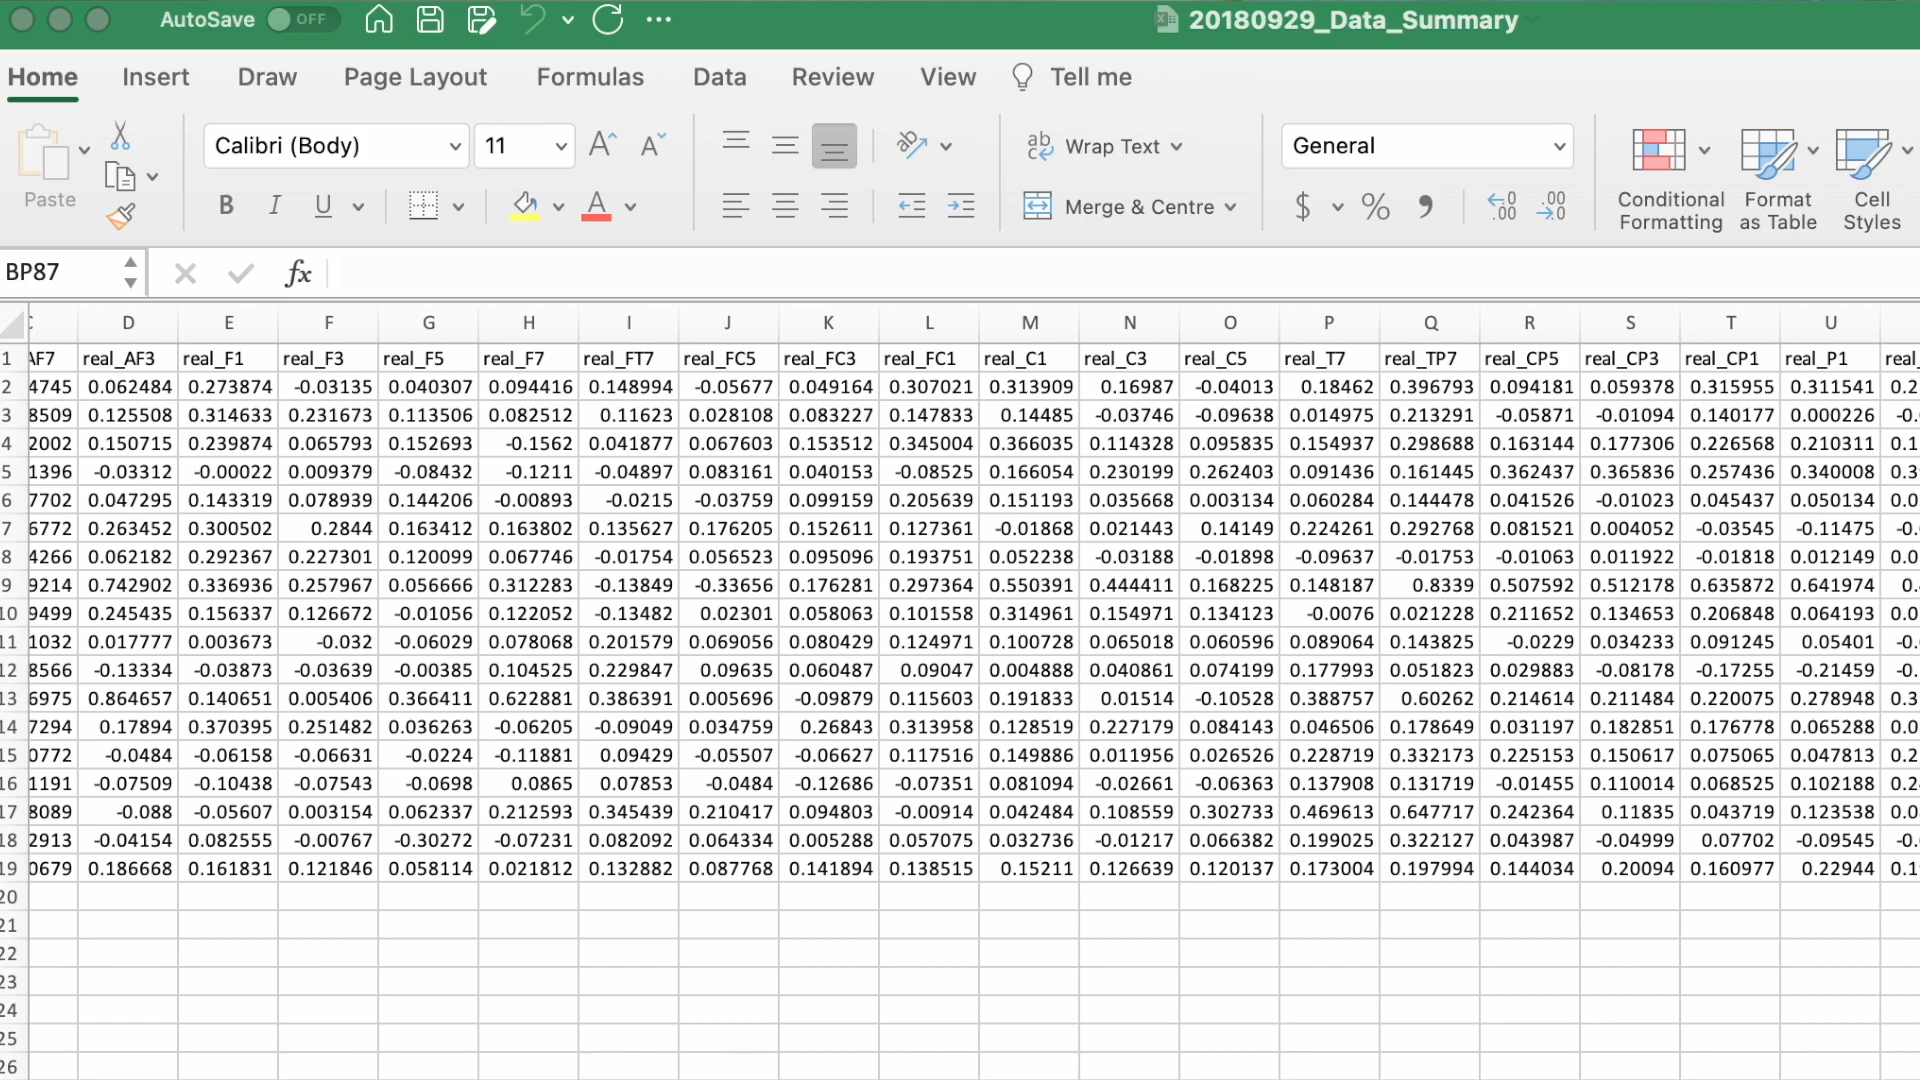 AutoSave OFF 20180929_Data_Summary
Home Insert Draw Page Layout Formulas Data Review View Tell me
Paste Calibri (Body) 11 Wrap Text General Conditional Formatting Format as Table Cell Styles
B I U Merge & Centre $ %
BP87 fx
D E F G H I J K L M N O P Q R S T U
1 AF7 real_AF3 real_F1 real_F3 real_F5 real_F7 real_FT7 real_FC5 real_FC3 real_FC1 real_C1 real_C3 real_C5 real_T7 real_TP7 real_CP5 real_CP3 real_CP1 real_P1 real_
2 4745 0.062484 0.273874 -0.03135 0.040307 0.094416 0.148994 -0.05677 0.049164 0.307021 0.313909 0.16987 -0.04013 0.18462 0.396793 0.094181 0.059378 0.315955 0.311541 0.2
3 8509 0.125508 0.314633 0.231673 0.113506 0.082512 0.11623 0.028108 0.083227 0.147833 0.14485 -0.03746 -0.09638 0.014975 0.213291 -0.05871 -0.01094 0.140177 0.000226 -0.
4 2002 0.150715 0.239874 0.065793 0.152693 -0.1562 0.041877 0.067603 0.153512 0.345004 0.366035 0.114328 0.095835 0.154937 0.298688 0.163144 0.177306 0.226568 0.210311 0.1
5 1396 -0.03312 -0.00022 0.009379 -0.08432 -0.1211 -0.04897 0.083161 0.040153 -0.08525 0.166054 0.230199 0.262403 0.091436 0.161445 0.362437 0.365836 0.257436 0.340008 0.3
6 7702 0.047295 0.143319 0.078939 0.144206 -0.00893 -0.0215 -0.03759 0.099159 0.205639 0.151193 0.035668 0.003134 0.060284 0.144478 0.041526 -0.01023 0.045437 0.050134 0.0
7 6772 0.263452 0.300502 0.2844 0.163412 0.163802 0.135627 0.176205 0.152611 0.127361 -0.01868 0.021443 0.14149 0.224261 0.292768 0.081521 0.004052 -0.03545 -0.11475 -0.
8 4266 0.062182 0.292367 0.227301 0.120099 0.067746 -0.01754 0.056523 0.095096 0.193751 0.052238 -0.03188 -0.01898 -0.09637 -0.01753 -0.01063 0.011922 -0.01818 0.012149 0.0
9 9214 0.742902 0.336936 0.257967 0.056666 0.312283 -0.13849 -0.33656 0.176281 0.297364 0.550391 0.444411 0.168225 0.148187 0.8339 0.507592 0.512178 0.635872 0.641974 0.
10 9499 0.245435 0.156337 0.126672 -0.01056 0.122052 -0.13482 0.02301 0.058063 0.101558 0.314961 0.154971 0.134123 -0.0076 0.021228 0.211652 0.134653 0.206848 0.064193 0.0
11 1032 0.017777 0.003673 -0.032 -0.06029 0.078068 0.201579 0.069056 0.080429 0.124971 0.100728 0.065018 0.060596 0.089064 0.143825 -0.0229 0.034233 0.091245 0.05401 -0.
12 8566 -0.13334 -0.03873 -0.03639 -0.00385 0.104525 0.229847 0.09635 0.060487 0.09047 0.004888 0.040861 0.074199 0.177993 0.051823 0.029883 -0.08178 -0.17255 -0.21459 -0.
13 6975 0.864657 0.140651 0.005406 0.366411 0.622881 0.386391 0.005696 -0.09879 0.115603 0.191833 0.01514 -0.10528 0.388757 0.60262 0.214614 0.211484 0.220075 0.278948 0.3
14 7294 0.17894 0.370395 0.251482 0.036263 -0.06205 -0.09049 0.034759 0.26843 0.313958 0.128519 0.227179 0.084143 0.046506 0.178649 0.031197 0.182851 0.176778 0.065288 0.0
15 0772 -0.0484 -0.06158 -0.06631 -0.0224 -0.11881 0.09429 -0.05507 -0.06627 0.117516 0.149886 0.011956 0.026526 0.228719 0.332173 0.225153 0.150617 0.075065 0.047813 0.2
16 1191 -0.07509 -0.10438 -0.07543 -0.0698 0.0865 0.07853 -0.0484 -0.12686 -0.07351 0.081094 -0.02661 -0.06363 0.137908 0.131719 -0.01455 0.110014 0.068525 0.102188 0.2
17 8089 -0.088 -0.05607 0.003154 0.062337 0.212593 0.345439 0.210417 0.094803 -0.00914 0.042484 0.108559 0.302733 0.469613 0.647717 0.242364 0.11835 0.043719 0.123538 0.0
18 2913 -0.04154 0.082555 -0.00767 -0.30272 -0.07231 0.082092 0.064334 0.005288 0.057075 0.032736 -0.01217 0.066382 0.199025 0.322127 0.043987 -0.04999 0.07702 -0.09545 -0.
19 0679 0.186668 0.161831 0.121846 0.058114 0.021812 0.132882 0.087768 0.141894 0.138515 0.15211 0.126639 0.120137 0.173004 0.197994 0.144034 0.20094 0.160977 0.22944 0.1
20
21
22
23
24
25
26